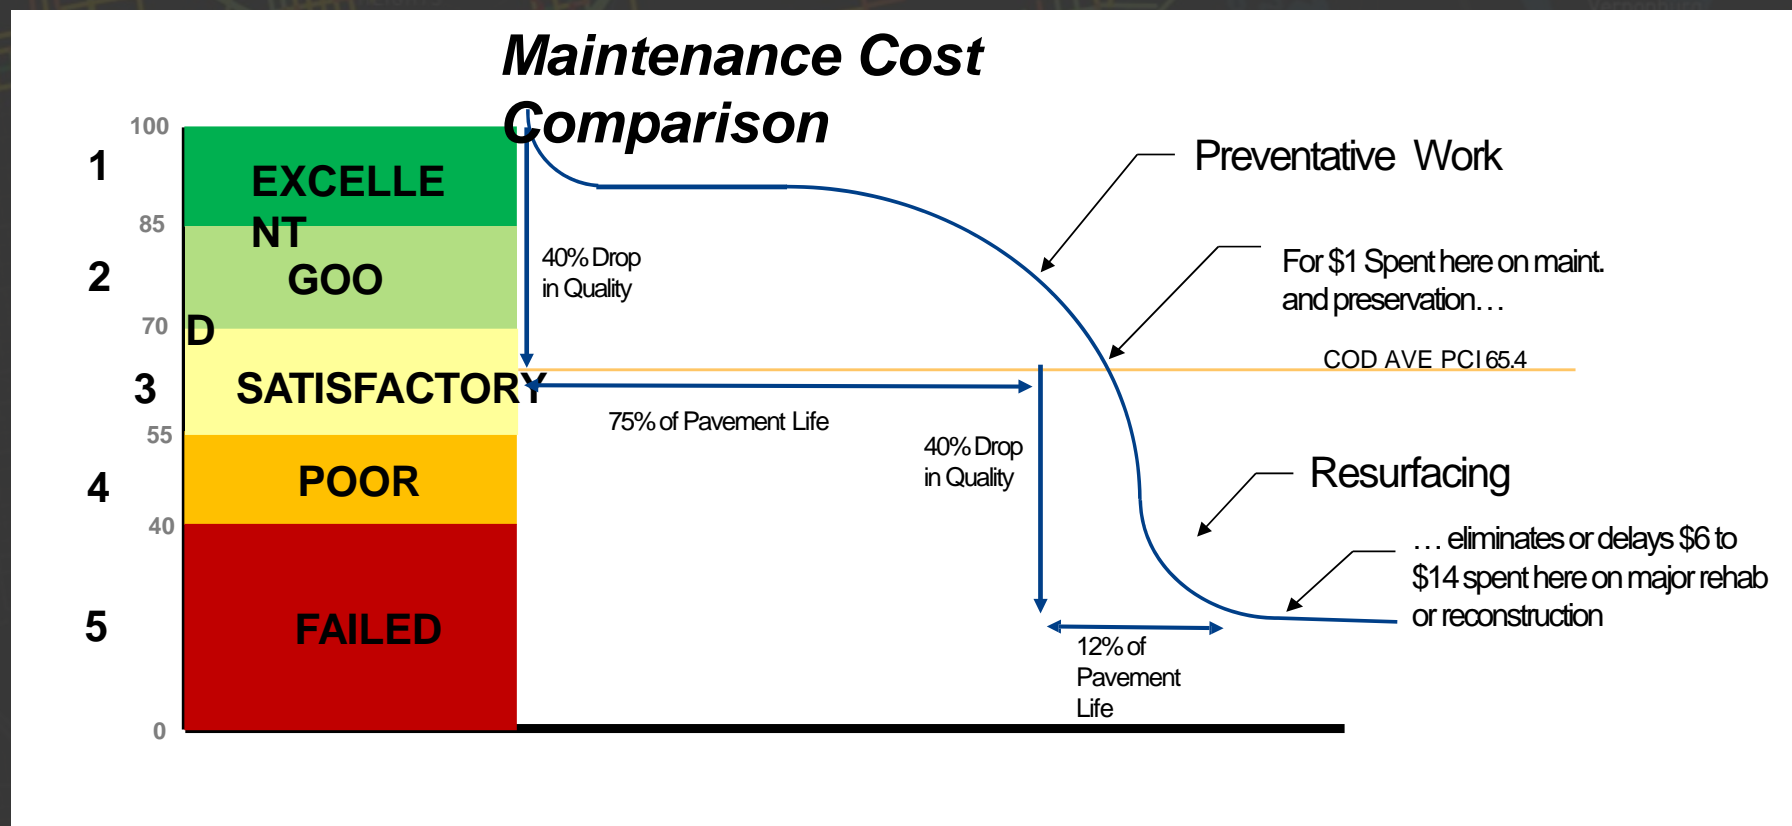 Maintenance Cost
Comparison
100
1
EXCELLE
NT
85
2
GOO
D
70
3
SATISFACTORY
55
4
POOR
40
5
FAILED
0
40% Drop
in Quality
75% of Pavement Life
40% Drop
in Quality
12% of
Pavement
Life
Preventative Work
For $1 Spent here on maint.
and preservation…
COD AVE PCI 65.4
Resurfacing
… eliminates or delays $6 to
$14 spent here on major rehab
or reconstruction